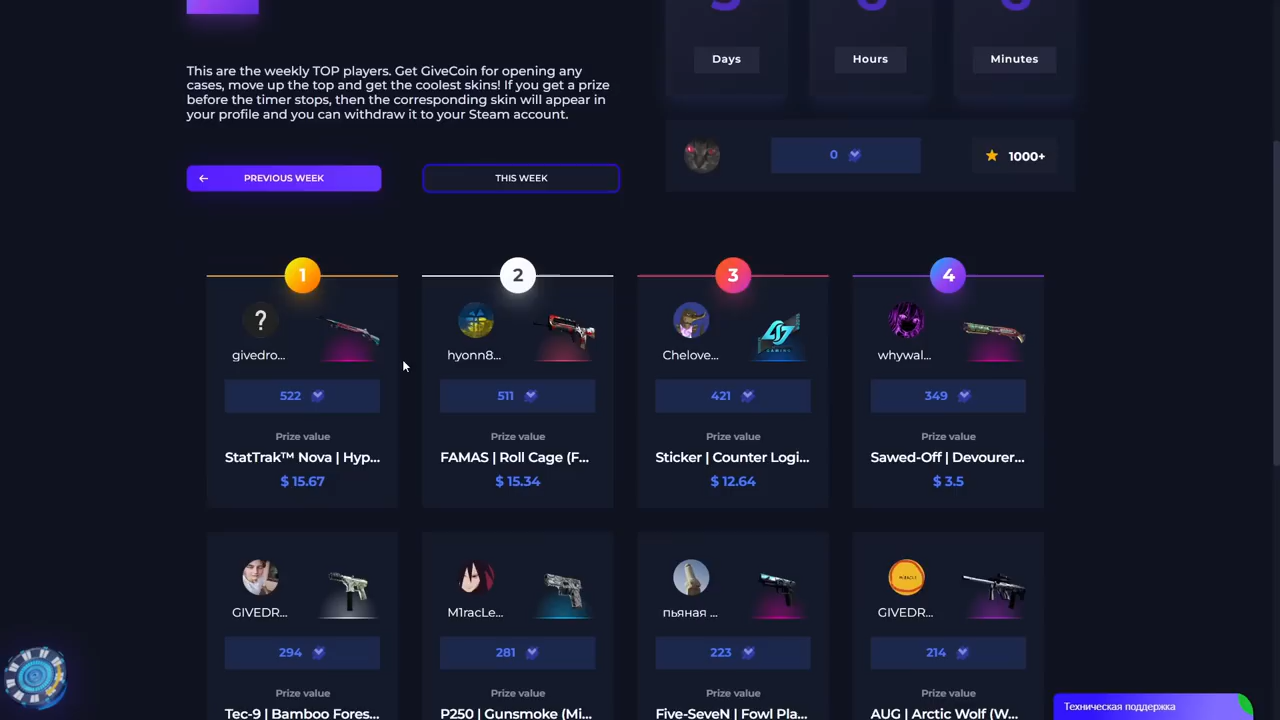 Days
Hours
Minutes
This are the weekly TOP players. Get GiveCoin for opening any
cases, move up the top and get the coolest skins! If you get a prize
before the timer stops, then the corresponding skin will appear in
your profile and you can withdraw it to your Steam account.
0
1000+
PREVIOUS WEEK
THIS WEEK
1
2
3
4
?
givedro...
hyonn8...
Chelove...
whywal...
522
511
421
349
Prize value
Prize value
Prize value
Prize value
StatTrak™ Nova | Hyp...
FAMAS | Roll Cage (F...
Sticker | Counter Logi...
Sawed-Off | Devourer...
$ 15.67
$ 15.34
$ 12.64
$ 3.5
GIVEDR...
M1racLe...
пьяная ...
GIVEDR...
294
281
223
214
Prize value
Prize value
Prize value
Prize value
Tec-9 | Bamboo Fores...
P250 | Gunsmoke (Mi...
Five-SeveN | Fowl Pla...
AUG | Arctic Wolf (W...
Техническая поддержка